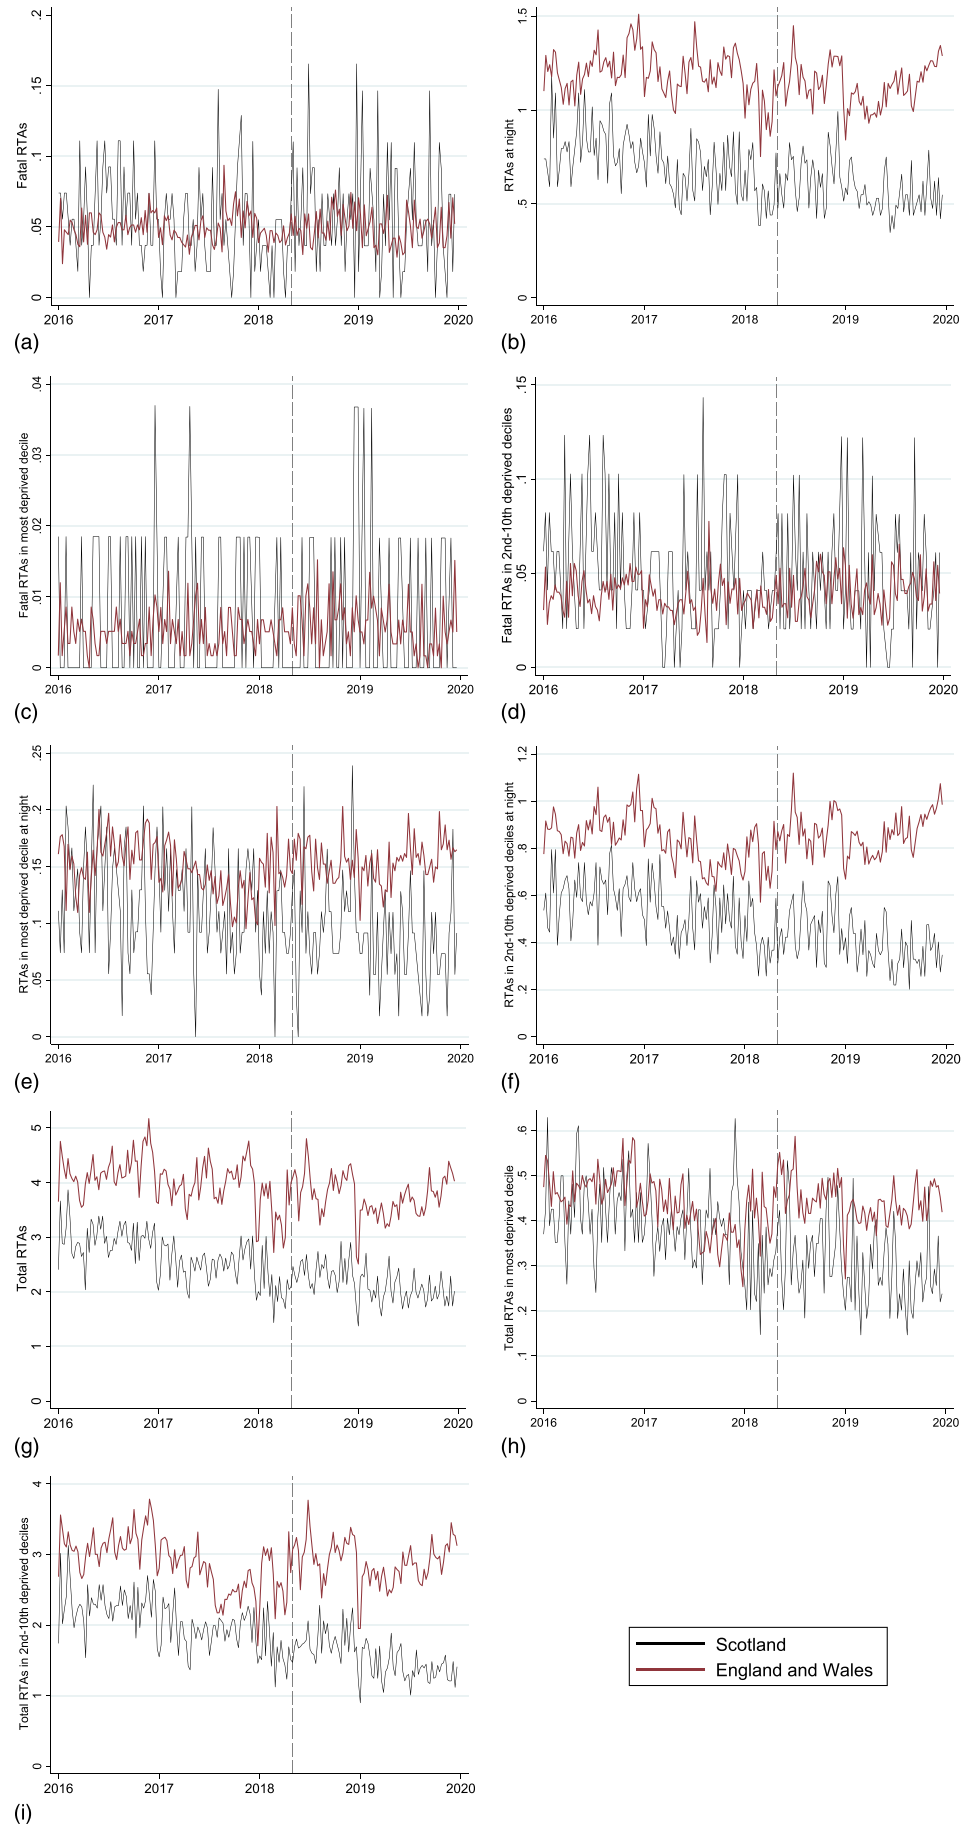 Fatal RTAs
.2
.15
.1
.05
0
2016 2017 2018 2019 2020
(a)
RTAs at night
1.5
1
.5
0
2016 2017 2018 2019 2020
(b)
Fatal RTAs in most deprived decile
.04
.03
.02
.01
0
2016 2017 2018 2019 2020
(c)
Fatal RTAs in 2nd-10th deprived deciles
.15
.1
.05
0
2016 2017 2018 2019 2020
(d)
RTAs in most deprived decile at night
.25
.2
.15
.1
.05
0
2016 2017 2018 2019 2020
(e)
RTAs in 2nd-10th deprived deciles at night
1.2
1
.8
.6
.4
.2
0
2016 2017 2018 2019 2020
(f)
Total RTAs
5
4
3
2
1
0
2016 2017 2018 2019 2020
(g)
Total RTAs in most deprived decile
.6
.5
.4
.3
.2
.1
0
2016 2017 2018 2019 2020
(h)
Total RTAs in 2nd-10th deprived deciles
4
3
2
1
0
2016 2017 2018 2019 2020
(i)
Scotland
England and Wales